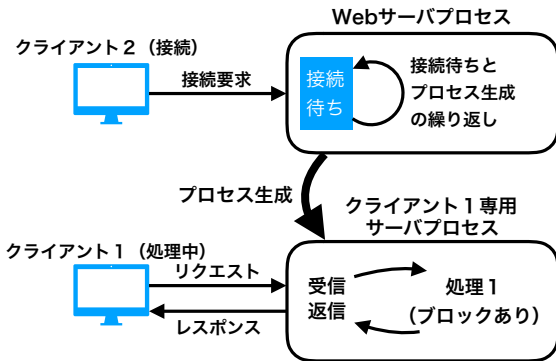 Webサーバプロセス
クライアント２（接続）
接続要求
接続
待ち
接続待ちと
プロセス生成
の繰り返し
プロセス生成
クライアント１専用
サーバプロセス
クライアント１（処理中）
リクエスト
レスポンス
受信
返信
処理１
（ブロックあり）